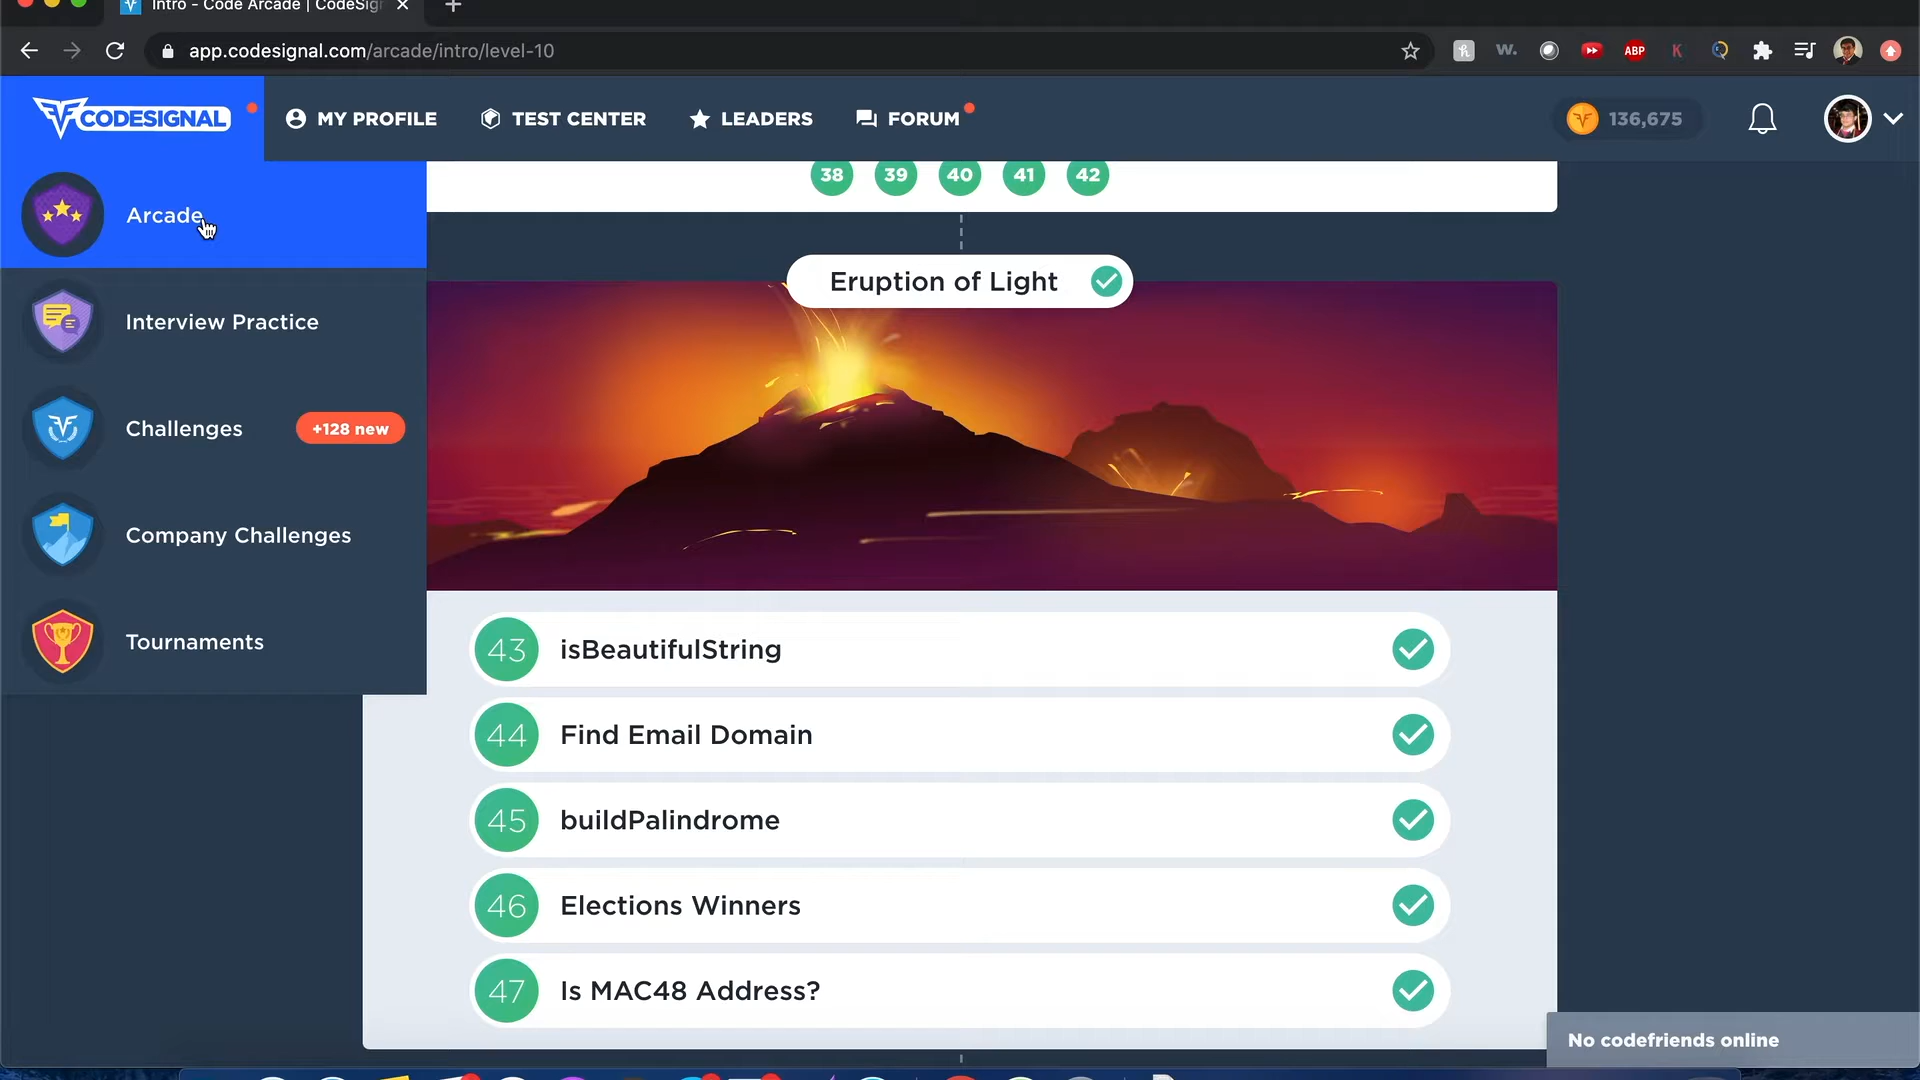 Intro - Code Arcade | CodeSig
app.codesignal.com/arcade/intro/level-10
W.
ABP
K
CODESIGNAL
MY PROFILE
TEST CENTER
LEADERS
FORUM
136,675
Arcade
Interview Practice
Challenges
+128 new
Company Challenges
Tournaments
38
39
40
41
42
Eruption of Light
43
isBeautifulString
44
Find Email Domain
45
buildPalindrome
46
Elections Winners
47
Is MAC48 Address?
No codefriends online